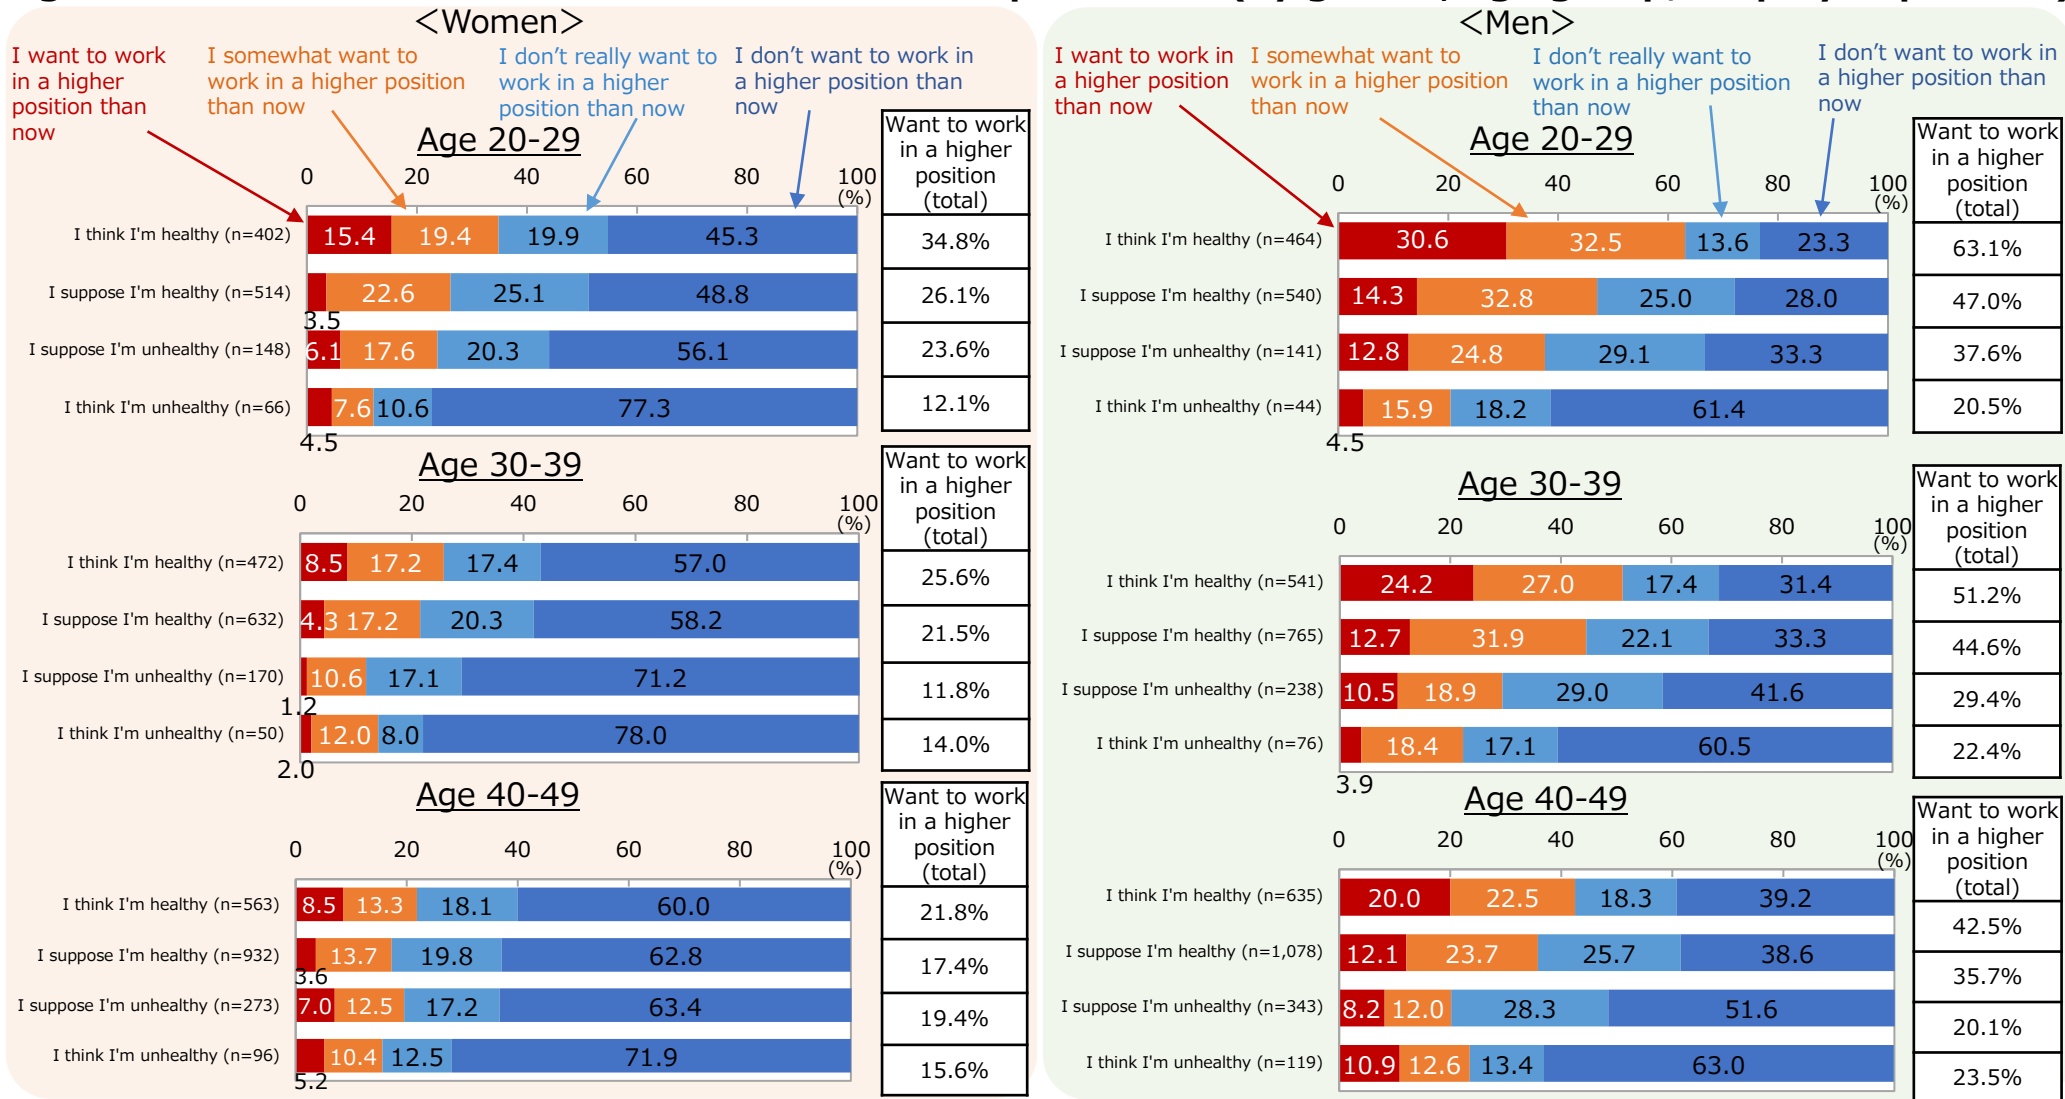 <Women>
I want to work
in a higher
position than
now
I somewhat want to
work in a higher position
than now
I don't really want to
work in a higher
position than now
I don't want to work in
a higher position than
now
Age 20-29
0 20 40 60 80 100
(%)
Want to work
in a higher
position
(total)
I think I'm healthy (n=402) 15.4 19.4 19.9 45.3 34.8%
I suppose I'm healthy (n=514) 3.5 22.6 25.1 48.8 26.1%
I suppose I'm unhealthy (n=148) 6.1 17.6 20.3 56.1 23.6%
I think I'm unhealthy (n=66) 4.5 7.6 10.6 77.3 12.1%
Age 30-39
0 20 40 60 80 100
(%)
Want to work
in a higher
position
(total)
I think I'm healthy (n=472) 8.5 17.2 17.4 57.0 25.6%
I suppose I'm healthy (n=632) 4.3 17.2 20.3 58.2 21.5%
I suppose I'm unhealthy (n=170) 1.2 10.6 17.1 71.2 11.8%
I think I'm unhealthy (n=50) 2.0 12.0 8.0 78.0 14.0%
Age 40-49
0 20 40 60 80 100
(%)
Want to work
in a higher
position
(total)
I think I'm healthy (n=563) 8.5 13.3 18.1 60.0 21.8%
I suppose I'm healthy (n=932) 3.6 13.7 19.8 62.8 17.4%
I suppose I'm unhealthy (n=273) 7.0 12.5 17.2 63.4 19.4%
I think I'm unhealthy (n=96) 5.2 10.4 12.5 71.9 15.6%
<Men>
I want to work in
a higher position
than now
I somewhat want to
work in a higher position
than now
I don't really want to
work in a higher position
than now
I don't want to work in
a higher position than
now
Age 20-29
0 20 40 60 80 100
(%)
Want to work
in a higher
position
(total)
I think I'm healthy (n=464) 30.6 32.5 13.6 23.3 63.1%
I suppose I'm healthy (n=540) 14.3 32.8 25.0 28.0 47.0%
I suppose I'm unhealthy (n=141) 12.8 24.8 29.1 33.3 37.6%
I think I'm unhealthy (n=44) 4.5 15.9 18.2 61.4 20.5%
Age 30-39
0 20 40 60 80 100
(%)
Want to work
in a higher
position
(total)
I think I'm healthy (n=541) 24.2 27.0 17.4 31.4 51.2%
I suppose I'm healthy (n=765) 12.7 31.9 22.1 33.3 44.6%
I suppose I'm unhealthy (n=238) 10.5 18.9 29.0 41.6 29.4%
I think I'm unhealthy (n=76) 3.9 18.4 17.1 60.5 22.4%
Age 40-49
0 20 40 60 80 100
(%)
Want to work
in a higher
position
(total)
I think I'm healthy (n=635) 20.0 22.5 18.3 39.2 42.5%
I suppose I'm healthy (n=1,078) 12.1 23.7 25.7 38.6 35.7%
I suppose I'm unhealthy (n=343) 8.2 12.0 28.3 51.6 20.1%
I think I'm unhealthy (n=119) 10.9 12.6 13.4 63.0 23.5%